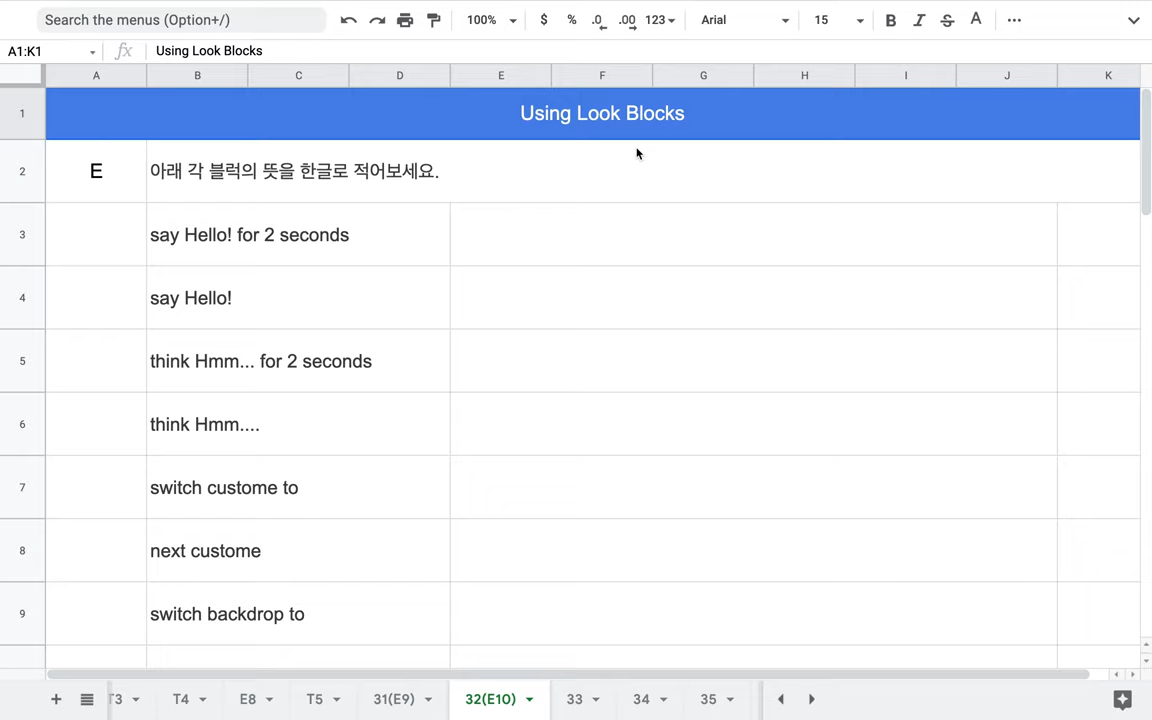 Search the menus (Option+/)
100%
$
%
.0
.00
123
Arial
15
B
I
S
A
A1:K1
fx
Using Look Blocks
A
B
C
D
E
F
G
H
I
J
K
1
Using Look Blocks
2
E
아래 각 블럭의 뜻을 한글로 적어보세요.
3
say Hello! for 2 seconds
4
say Hello!
5
think Hmm... for 2 seconds
6
think Hmm....
7
switch custome to
8
next custome
9
switch backdrop to
T3
T4
E8
T5
31(E9)
32(E10)
33
34
35